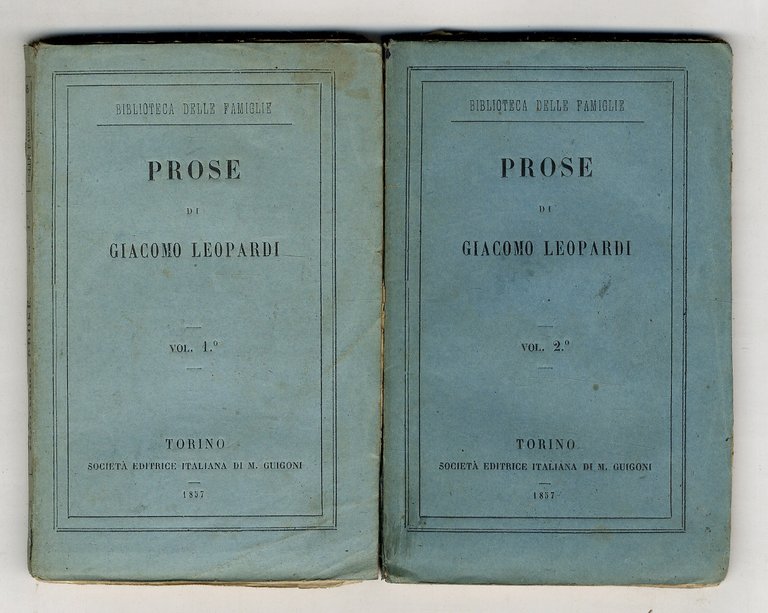 BIBLIOTECA DELLE FAMIGLIE
PROSE
DI
GIACOMO LEOPARDI
VOL. 1.º
TORINO
SOCIETÀ EDITRICE ITALIANA DI M. GUIGONI
1857
BIBLIOTECA DELLE FAMIGLIE
PROSE
DI
GIACOMO LEOPARDI
VOL. 2.º
TORINO
SOCIETÀ EDITRICE ITALIANA DI M. GUIGONI
1857